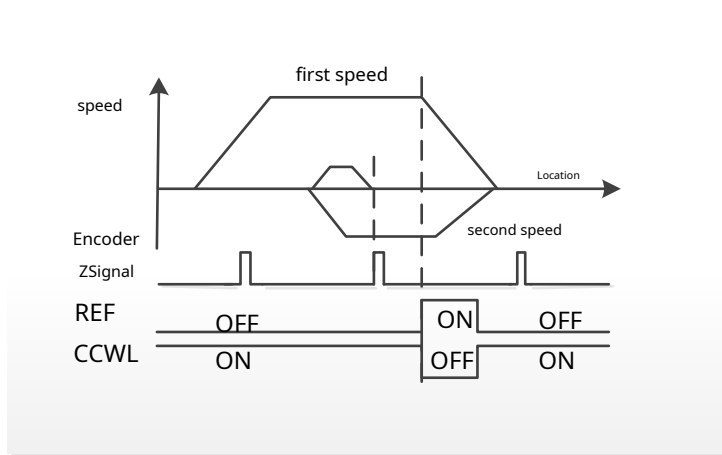 first speed
speed
Location
second speed
Encoder
ZSignal
REF
OFF
ON
OFF
CCWL
ON
OFF
ON